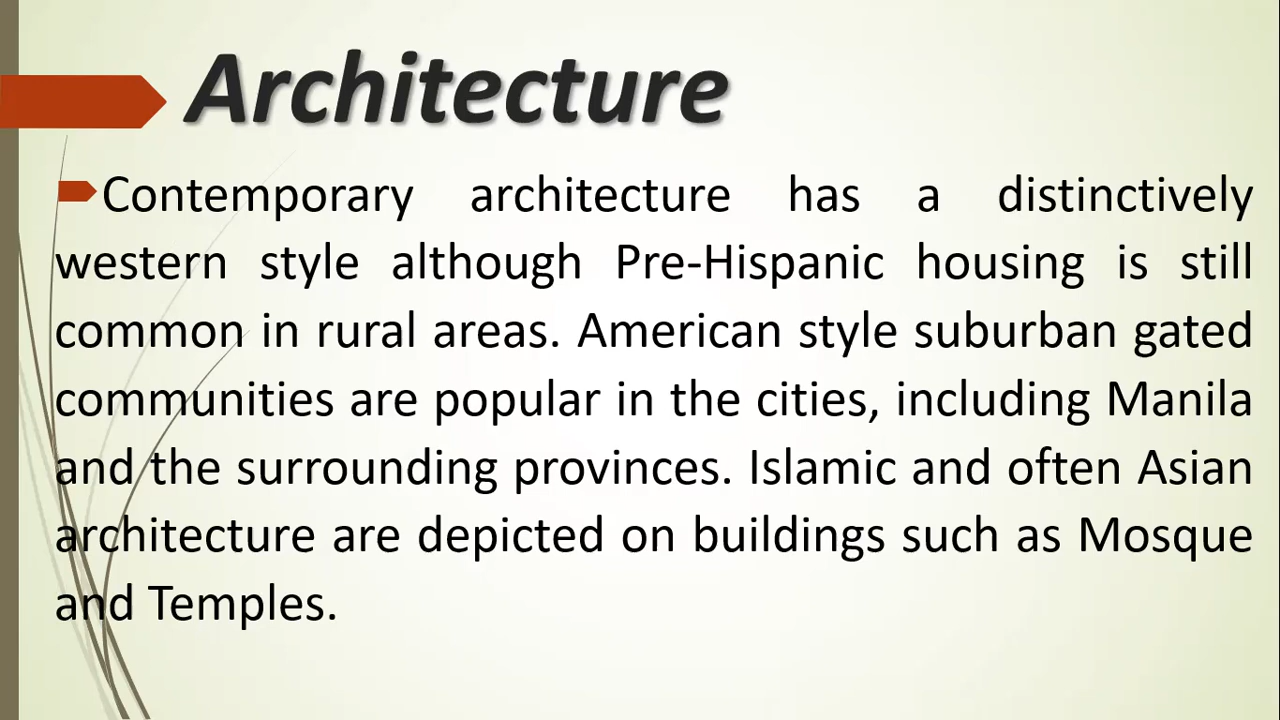 Architecture
Contemporary architecture has a distinctively
western style although Pre-Hispanic housing is still
common in rural areas. American style suburban gated
communities are popular in the cities, including Manila
and the surrounding provinces. Islamic and often Asian
architecture are depicted on buildings such as Mosque
and Temples.